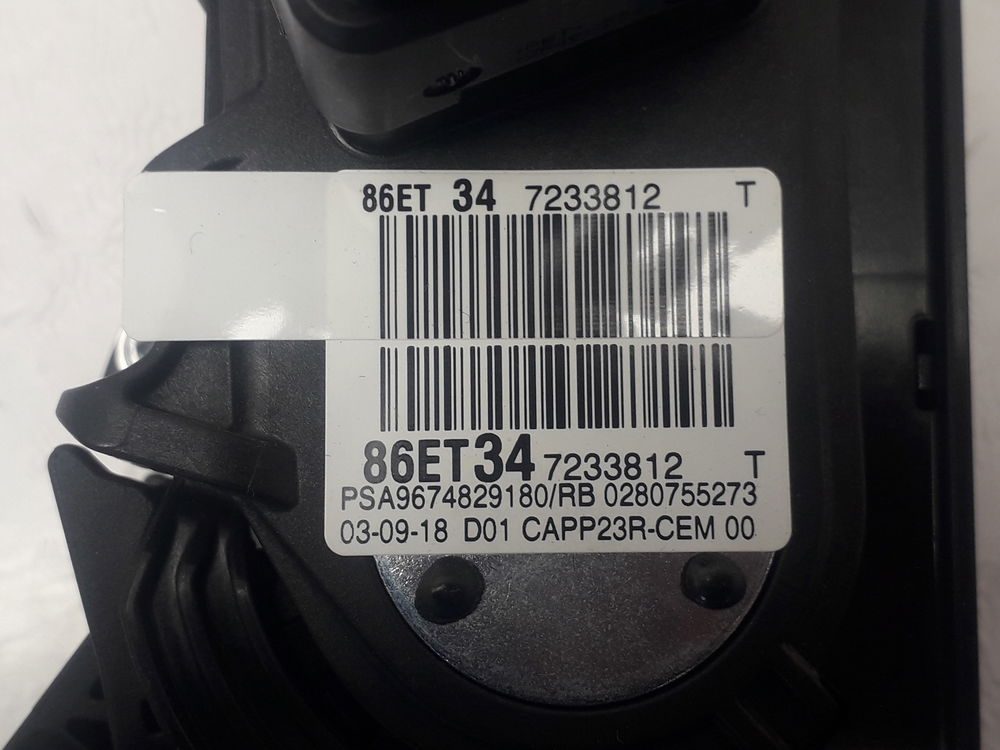 86ET 34 7233812 T
86ET34 7233812 T
PSA9674829180/RB 0280755273
03-09-18 D01 CAPP23R-CEM 00